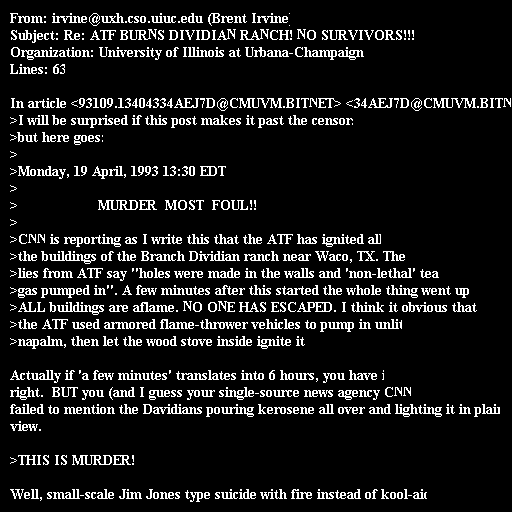 From: irvine@uxh.cso.uiuc.edu (Brent Irvine)
Subject: Re: ATF BURNS DIVIDIAN RANCH! NO SURVIVORS!!!
Organization: University of Illinois at Urbana-Champaign
Lines: 63

In article <93109.13404334AEJ7D@CMUVM.BITNET> <34AEJ7D@CMUVM.BITN
>I will be surprised if this post makes it past the censor:
>but here goes:
>
>Monday, 19 April, 1993 13:30 EDT
>
> MURDER MOST FOUL!!
>
>CNN is reporting as I write this that the ATF has ignited all
>the buildings of the Branch Dividian ranch near Waco, TX. The
>lies from ATF say "holes were made in the walls and 'non-lethal' tea
>gas pumped in". A few minutes after this started the whole thing went up
>ALL buildings are aflame. NO ONE HAS ESCAPED. I think it obvious that
>the ATF used armored flame-thrower vehicles to pump in unlit
>napalm, then let the wood stove inside ignite it

Actually if 'a few minutes' translates into 6 hours, you have i
right. BUT you (and I guess your single-source news agency CNN
failed to mention the Davidians pouring kerosene all over and lighting it in plain
view.

>THIS IS MURDER!

Well, small-scale Jim Jones type suicide with fire instead of kool-aid